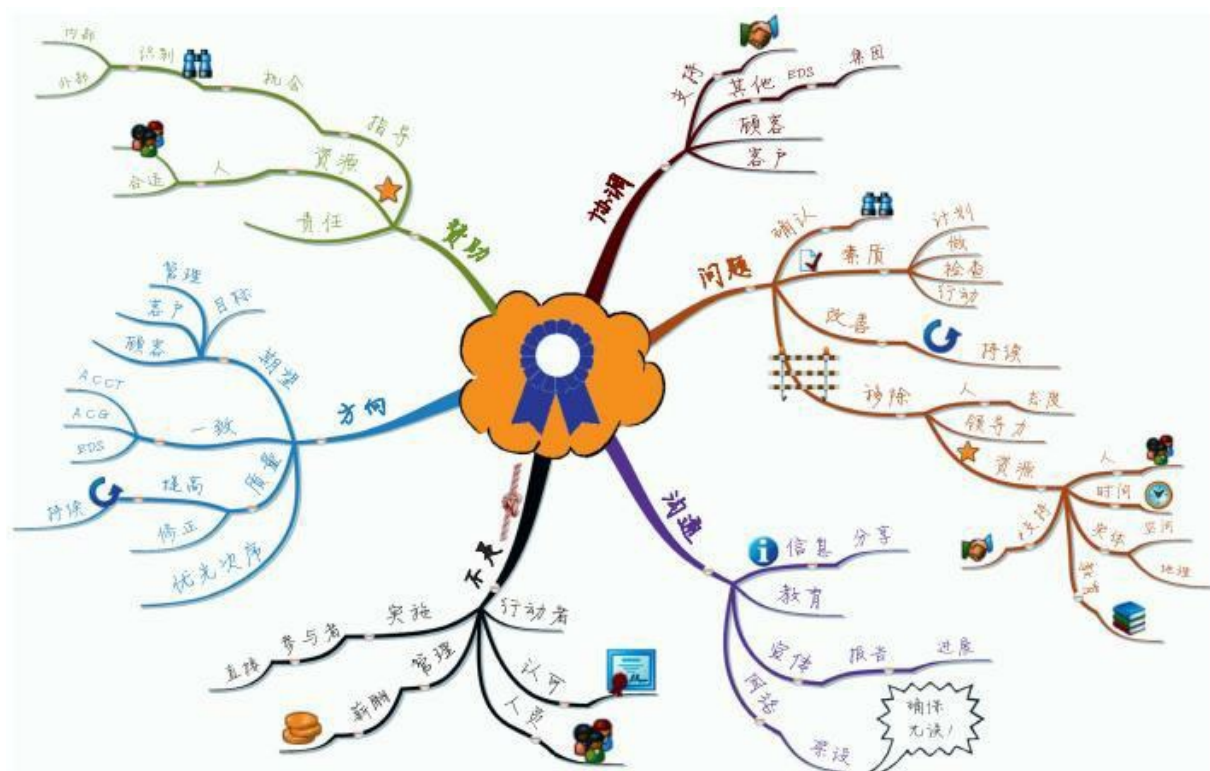 协调
支持
其他 EDS 集团
顾客
客户
问题
确认
素质
计划
做
检查
行动
改善
持续
移除
人
态度
领导力
资源
人
时间
实体
空间
地理
支持
教育
沟通
信息 分享
教育
宣传 报告 进展
网络
架设
确保
无误!
不是
行动者
认可
人员
管理
薪酬
实施
参与者
直接
方向
期望
目标
管理
客户
顾客
一致
ACCT
ACG
EDS
质量
提高
持续
修正
优先次序
赞助
指导
机会
识别
内部
外部
资源
人
合适
责任